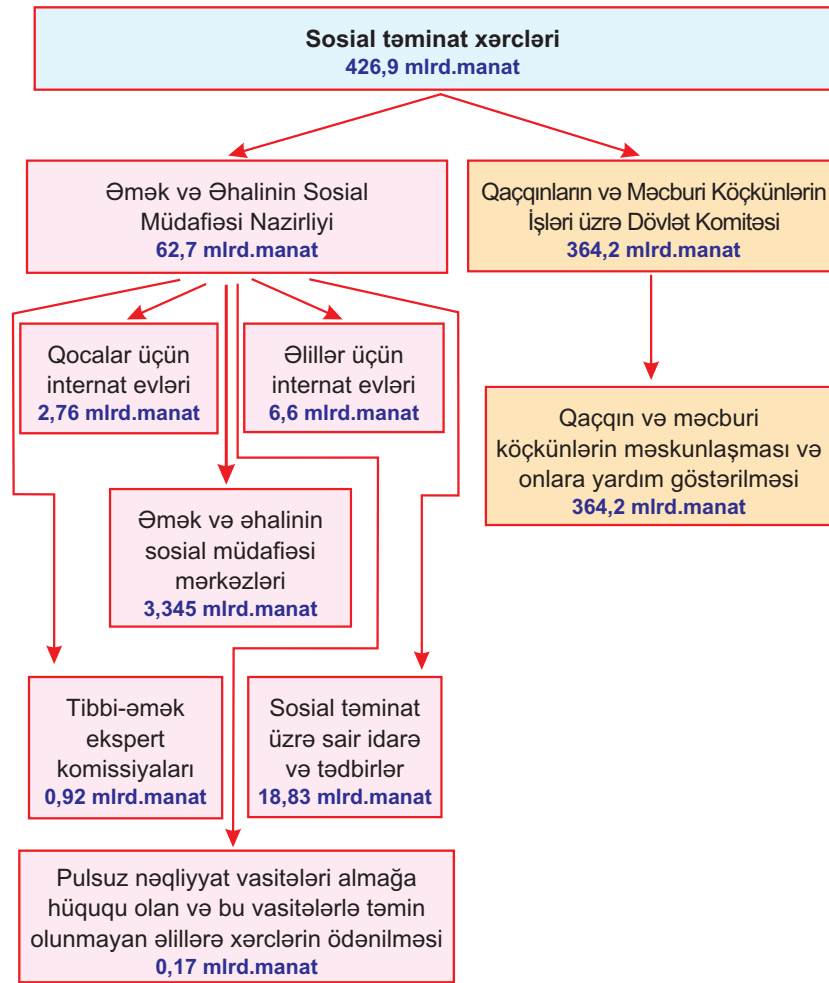 Sosial təminat xərcləri
426,9 mlrd.manat
Əmək və Əhalinin Sosial
Müdafiəsi Nazirliyi
62,7 mlrd.manat
Qaçqınların və Məcburi Köçkünlərin
İşləri üzrə Dövlət Komitəsi
364,2 mlrd.manat
Qocalar üçün
internat evləri
2,76 mlrd.manat
Əlillər üçün
internat evləri
6,6 mlrd.manat
Qaçqın və məcburi
köçkünlərin məskunlaşması və
onlara yardım göstərilməsi
364,2 mlrd.manat
Əmək və əhalinin
sosial müdafiəsi
mərkəzləri
3,345 mlrd.manat
Tibbi-əmək
ekspert
komissiyaları
0,92 mlrd.manat
Sosial təminat
üzrə sair idarə
və tədbirlər
18,83 mlrd.manat
Pulsuz nəqliyyat vasitələri almağa
hüququ olan və bu vasitələrlə təmin
olunmayan əlillərə xərclərin ödənilməsi
0,17 mlrd.manat